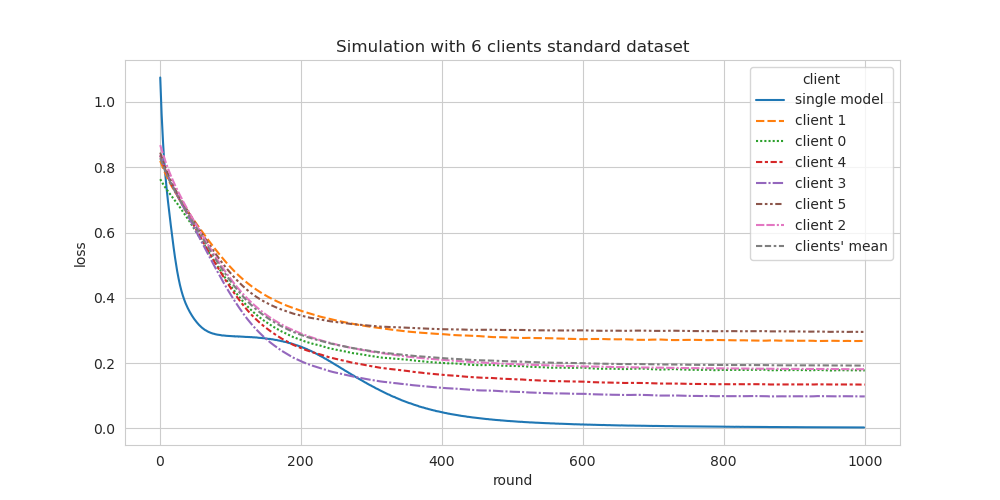 Simulation with 6 clients standard dataset
client
single model
client 1
client 0
client 4
client 3
client 5
client 2
clients' mean
loss
1.0
0.8
0.6
0.4
0.2
0.0
0 200 400 600 800 1000
round